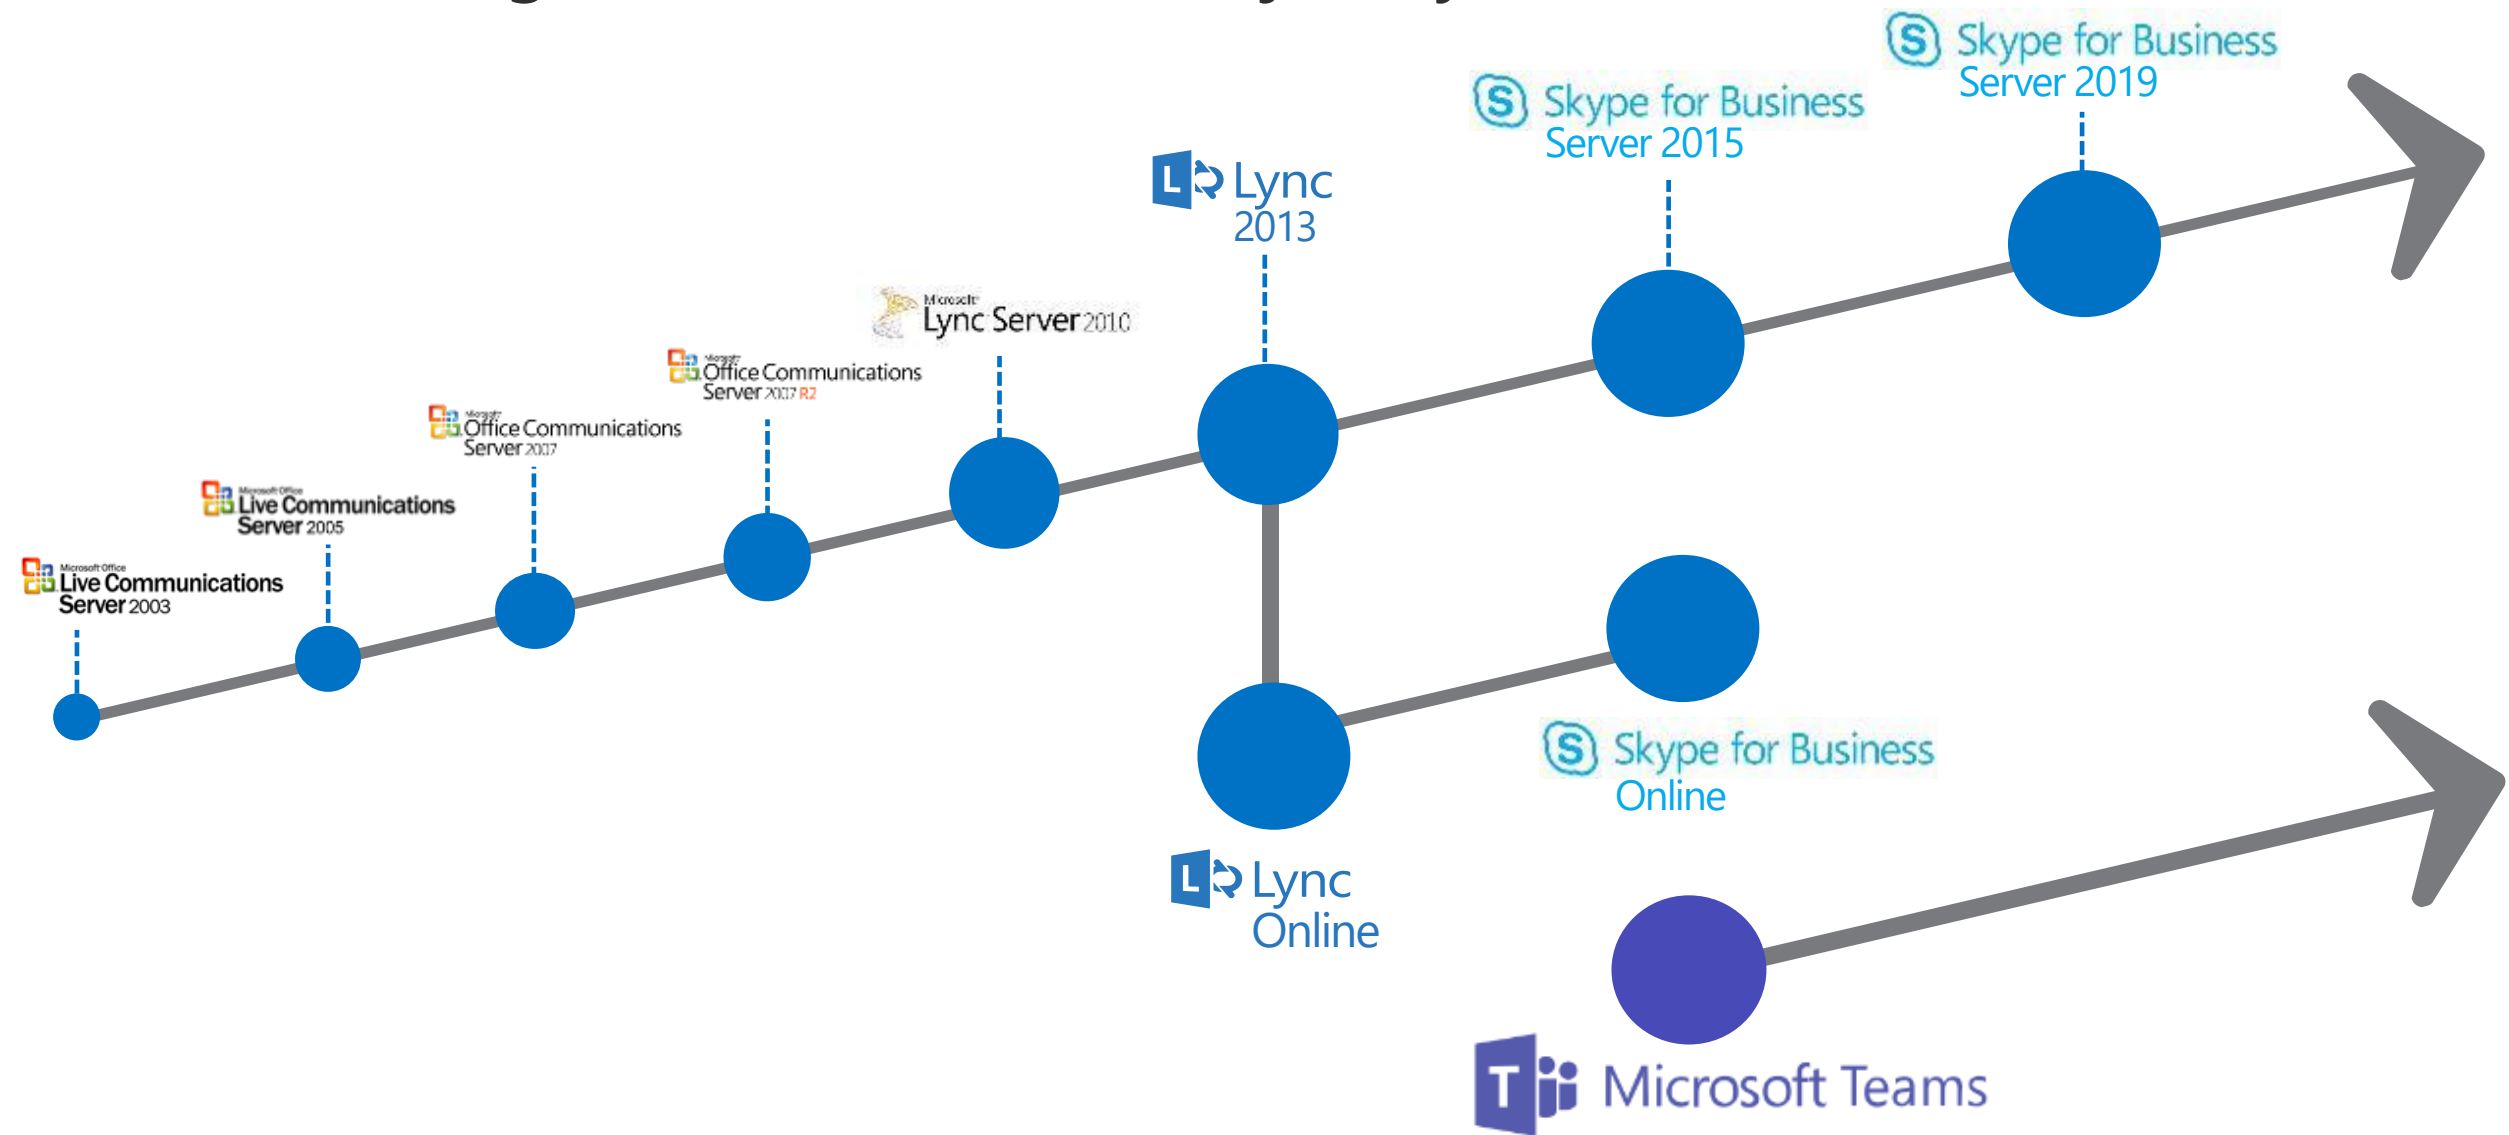 Microsoft Office
Live Communications
Server 2003
Microsoft Office
Live Communications
Server 2005
Microsoft
Office Communications
Server 2007
Microsoft
Office Communications
Server 2007 R2
Microsoft
Lync Server 2010
Lync
2013
Skype for Business
Server 2015
Skype for Business
Server 2019
Lync
Online
Skype for Business
Online
Microsoft Teams